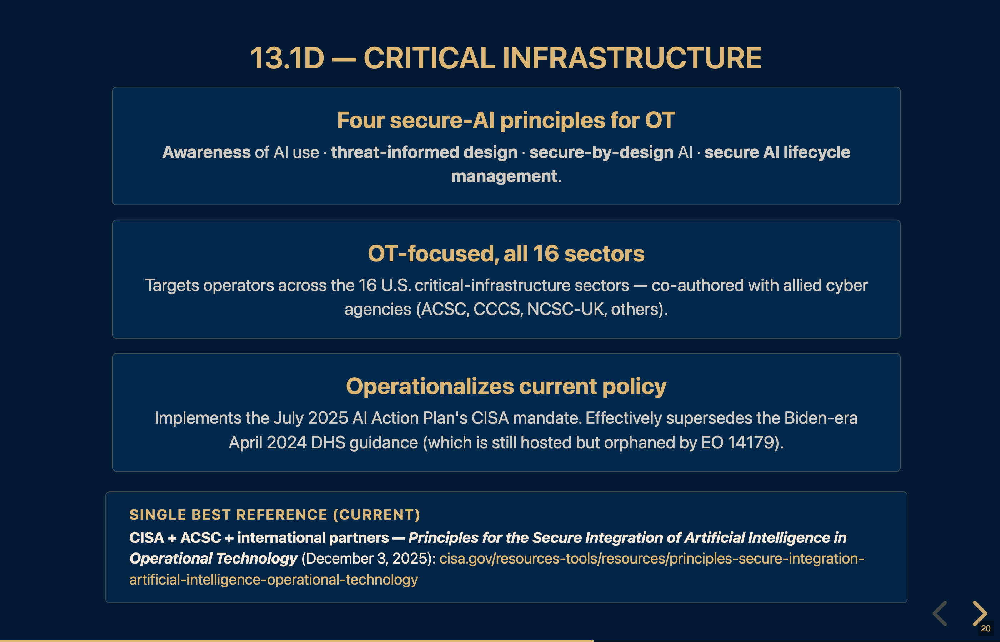 13.1D — CRITICAL INFRASTRUCTURE
Four secure-AI principles for OT
Awareness of AI use · threat-informed design · secure-by-design AI · secure AI lifecycle
management.
OT-focused, all 16 sectors
Targets operators across the 16 U.S. critical-infrastructure sectors — co-authored with allied cyber
agencies (ACSC, CCCS, NCSC-UK, others).
Operationalizes current policy
Implements the July 2025 AI Action Plan's CISA mandate. Effectively supersedes the Biden-era
April 2024 DHS guidance (which is still hosted but orphaned by EO 14179).
SINGLE BEST REFERENCE (CURRENT)
CISA + ACSC + international partners — Principles for the Secure Integration of Artificial Intelligence in
Operational Technology (December 3, 2025): cisa.gov/resources-tools/resources/principles-secure-integration-
artificial-intelligence-operational-technology
20